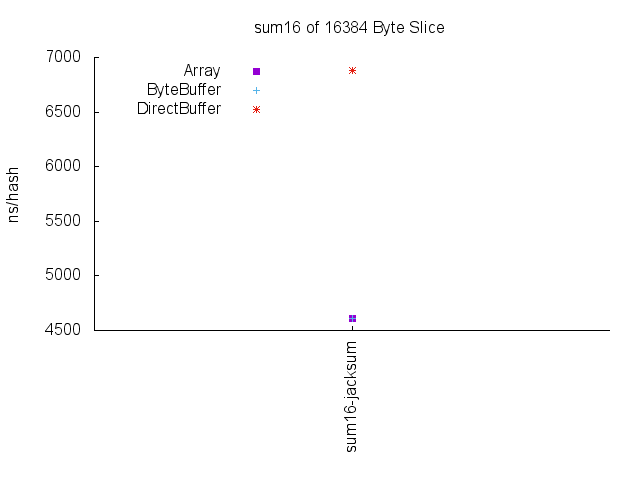 sum16 of 16384 Byte Slice
7000
6500
6000
5500
5000
4500
ns/hash
Array
ByteBuffer
DirectBuffer
sum16-jacksum